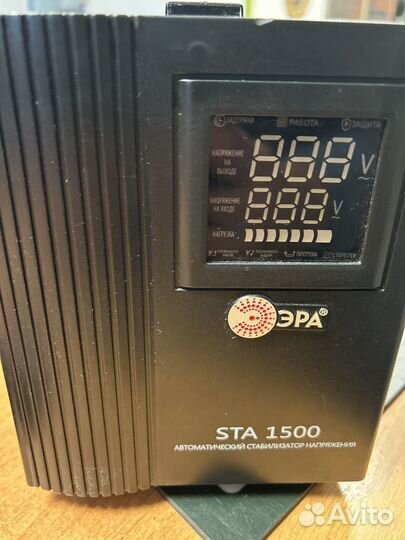 ЗАДЕРЖКА РАБОТА ЗАЩИТА
НАПРЯЖЕНИЕ
НА
ВЫХОДЕ
888 V
НАПРЯЖЕНИЕ
НА ВХОДЕ
888 V
НАГРУЗКА
ЭРА®
STA 1500
АВТОМАТИЧЕСКИЙ СТАБИЛИЗАТОР НАПРЯЖЕНИЯ
Avito